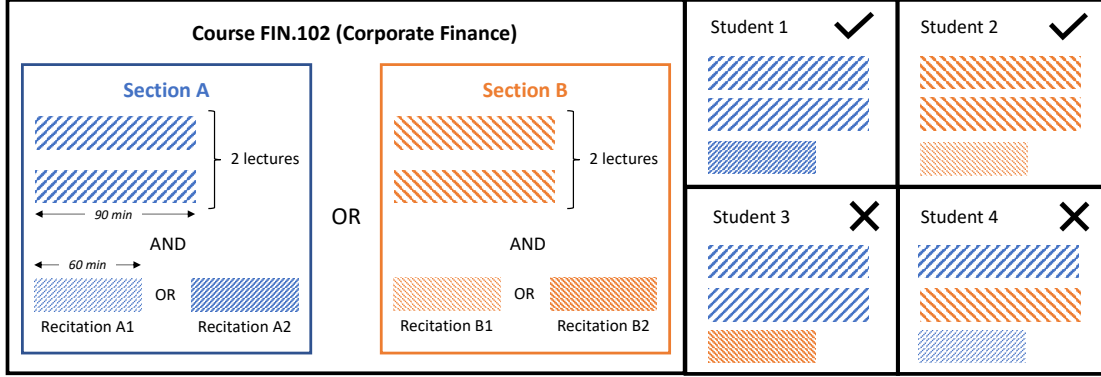 Course FIN.102 (Corporate Finance)
Section A
2 lectures
90 min
AND
60 min
OR
Recitation A1
Recitation A2
OR
Section B
2 lectures
AND
OR
Recitation B1
Recitation B2
Student 1
Student 2
Student 3
Student 4